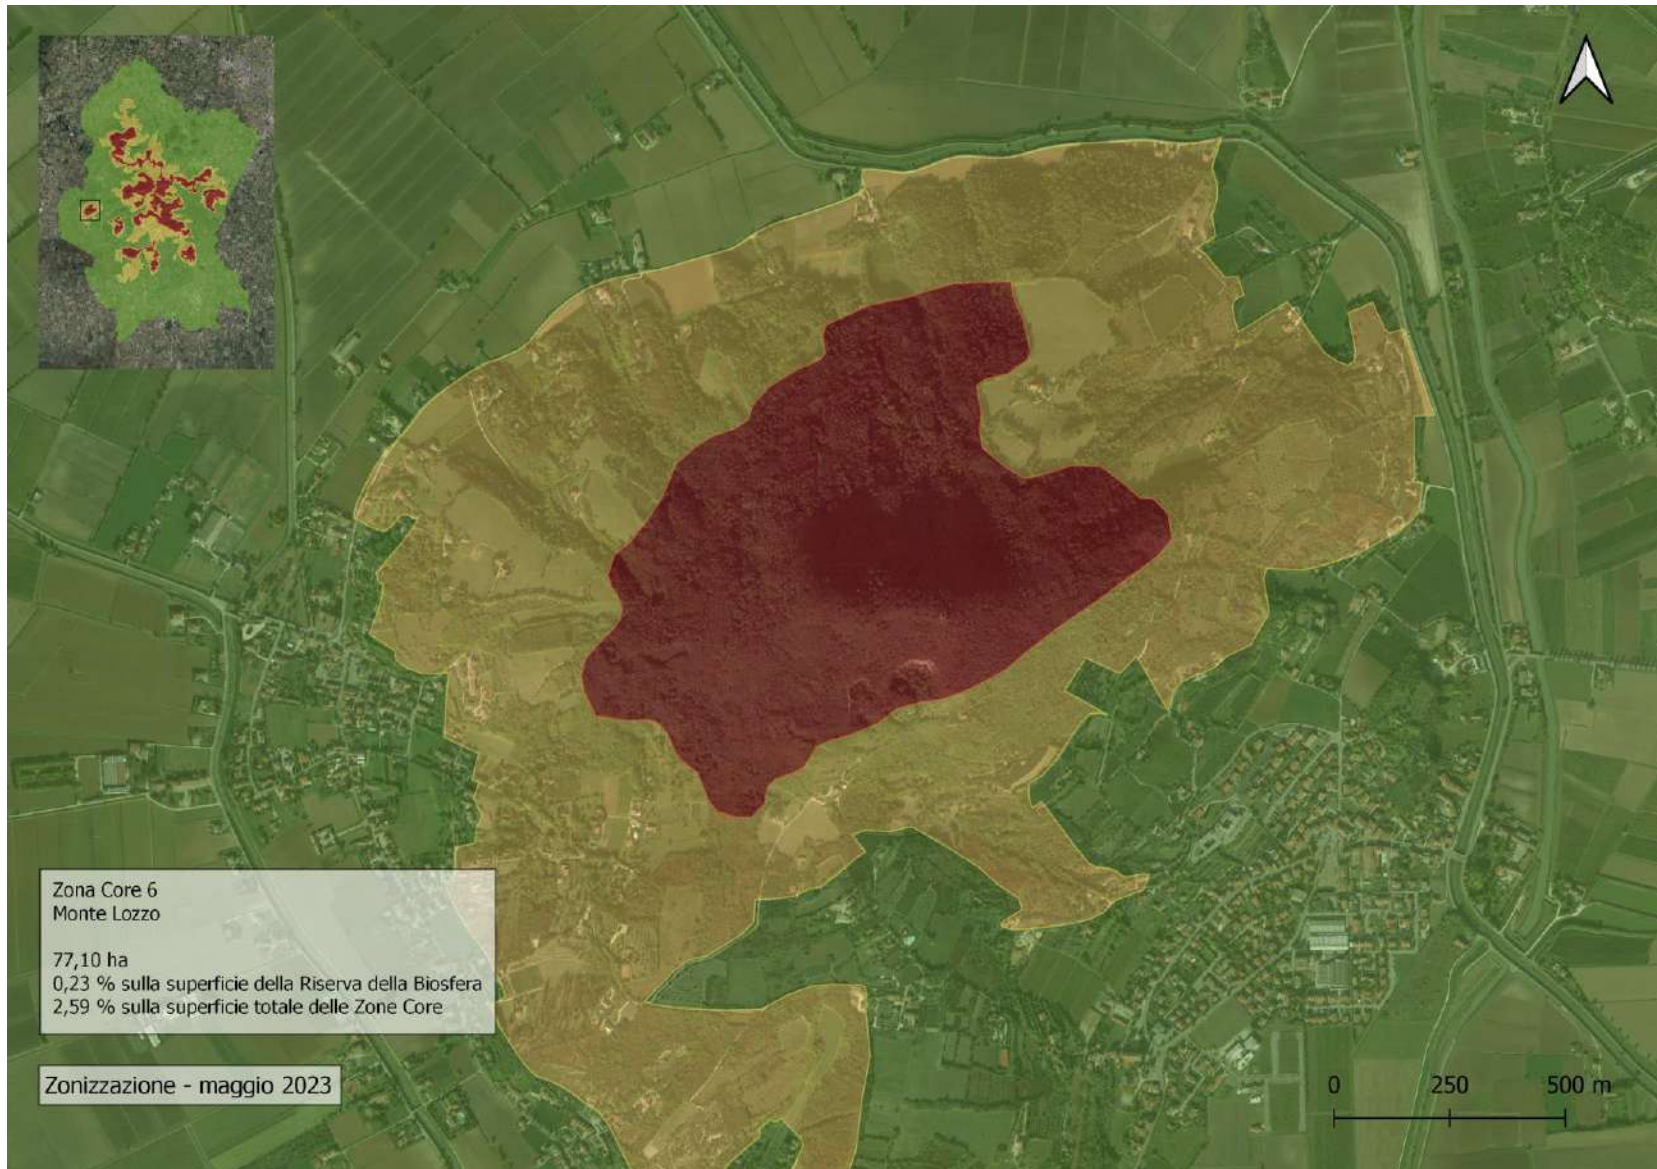 Zona Core 6
Monte Lozzo
77,10 ha
0,23 % sulla superficie della Riserva della Biosfera
2,59 % sulla superficie totale delle Zone Core
Zonizzazione - maggio 2023
0 250 500 m